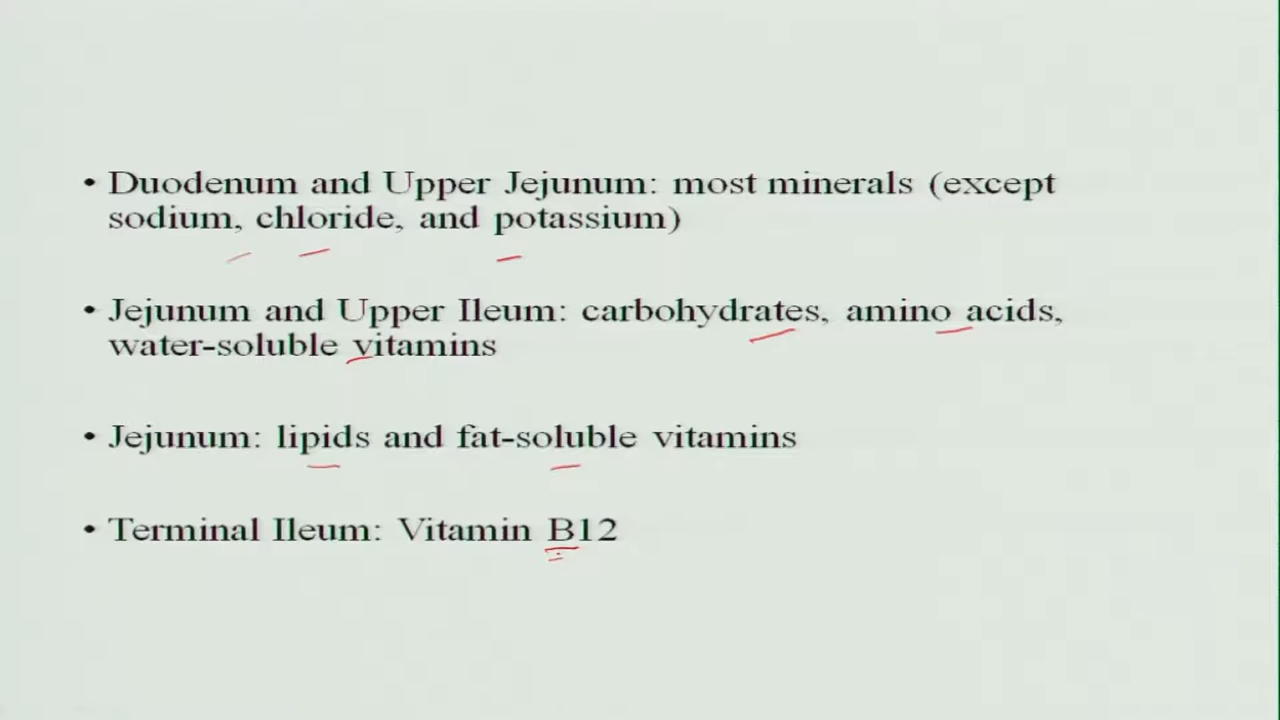 • Duodenum and Upper Jejunum: most minerals (except
sodium, chloride, and potassium)
• Jejunum and Upper Ileum: carbohydrates, amino acids,
water-soluble vitamins
• Jejunum: lipids and fat-soluble vitamins
• Terminal Ileum: Vitamin B12